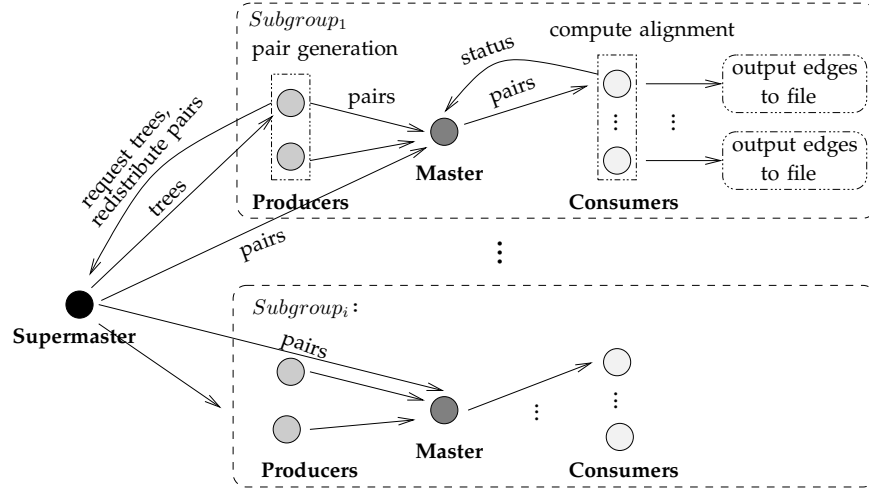 Subgroup₁
pair generation
compute alignment
status
pairs
pairs
output edges
to file
output edges
to file
request trees,
redistribute pairs
trees
pairs
Producers
Master
Consumers
Supermaster
Subgroupᵢ:
pairs
Producers
Master
Consumers